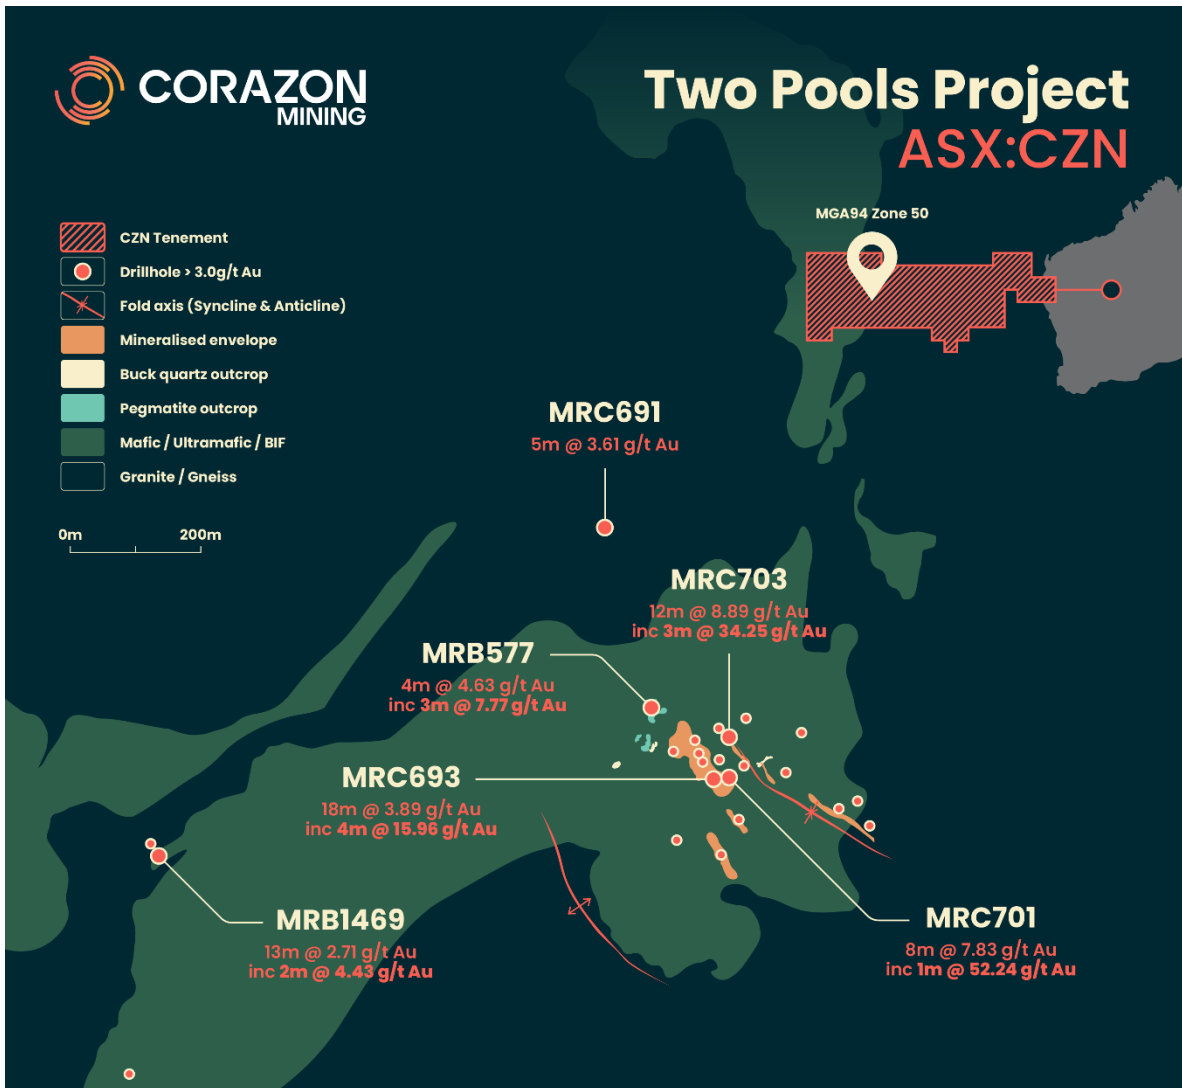 CORAZON
MINING
Two Pools Project
ASX:CZN
MGA94 Zone 50
CZN Tenement
Drillhole > 3.0g/t Au
Fold axis (Syncline & Anticline)
Mineralised envelope
Buck quartz outcrop
Pegmatite outcrop
Mafic / Ultramafic / BIF
Granite / Gneiss
0m 200m
MRC691
5m @ 3.61 g/t Au
MRC703
12m @ 8.89 g/t Au
inc 3m @ 34.25 g/t Au
MRB577
4m @ 4.63 g/t Au
inc 3m @ 7.77 g/t Au
MRC693
18m @ 3.89 g/t Au
inc 4m @ 15.96 g/t Au
MRB1469
13m @ 2.71 g/t Au
inc 2m @ 4.43 g/t Au
MRC701
8m @ 7.83 g/t Au
inc 1m @ 52.24 g/t Au